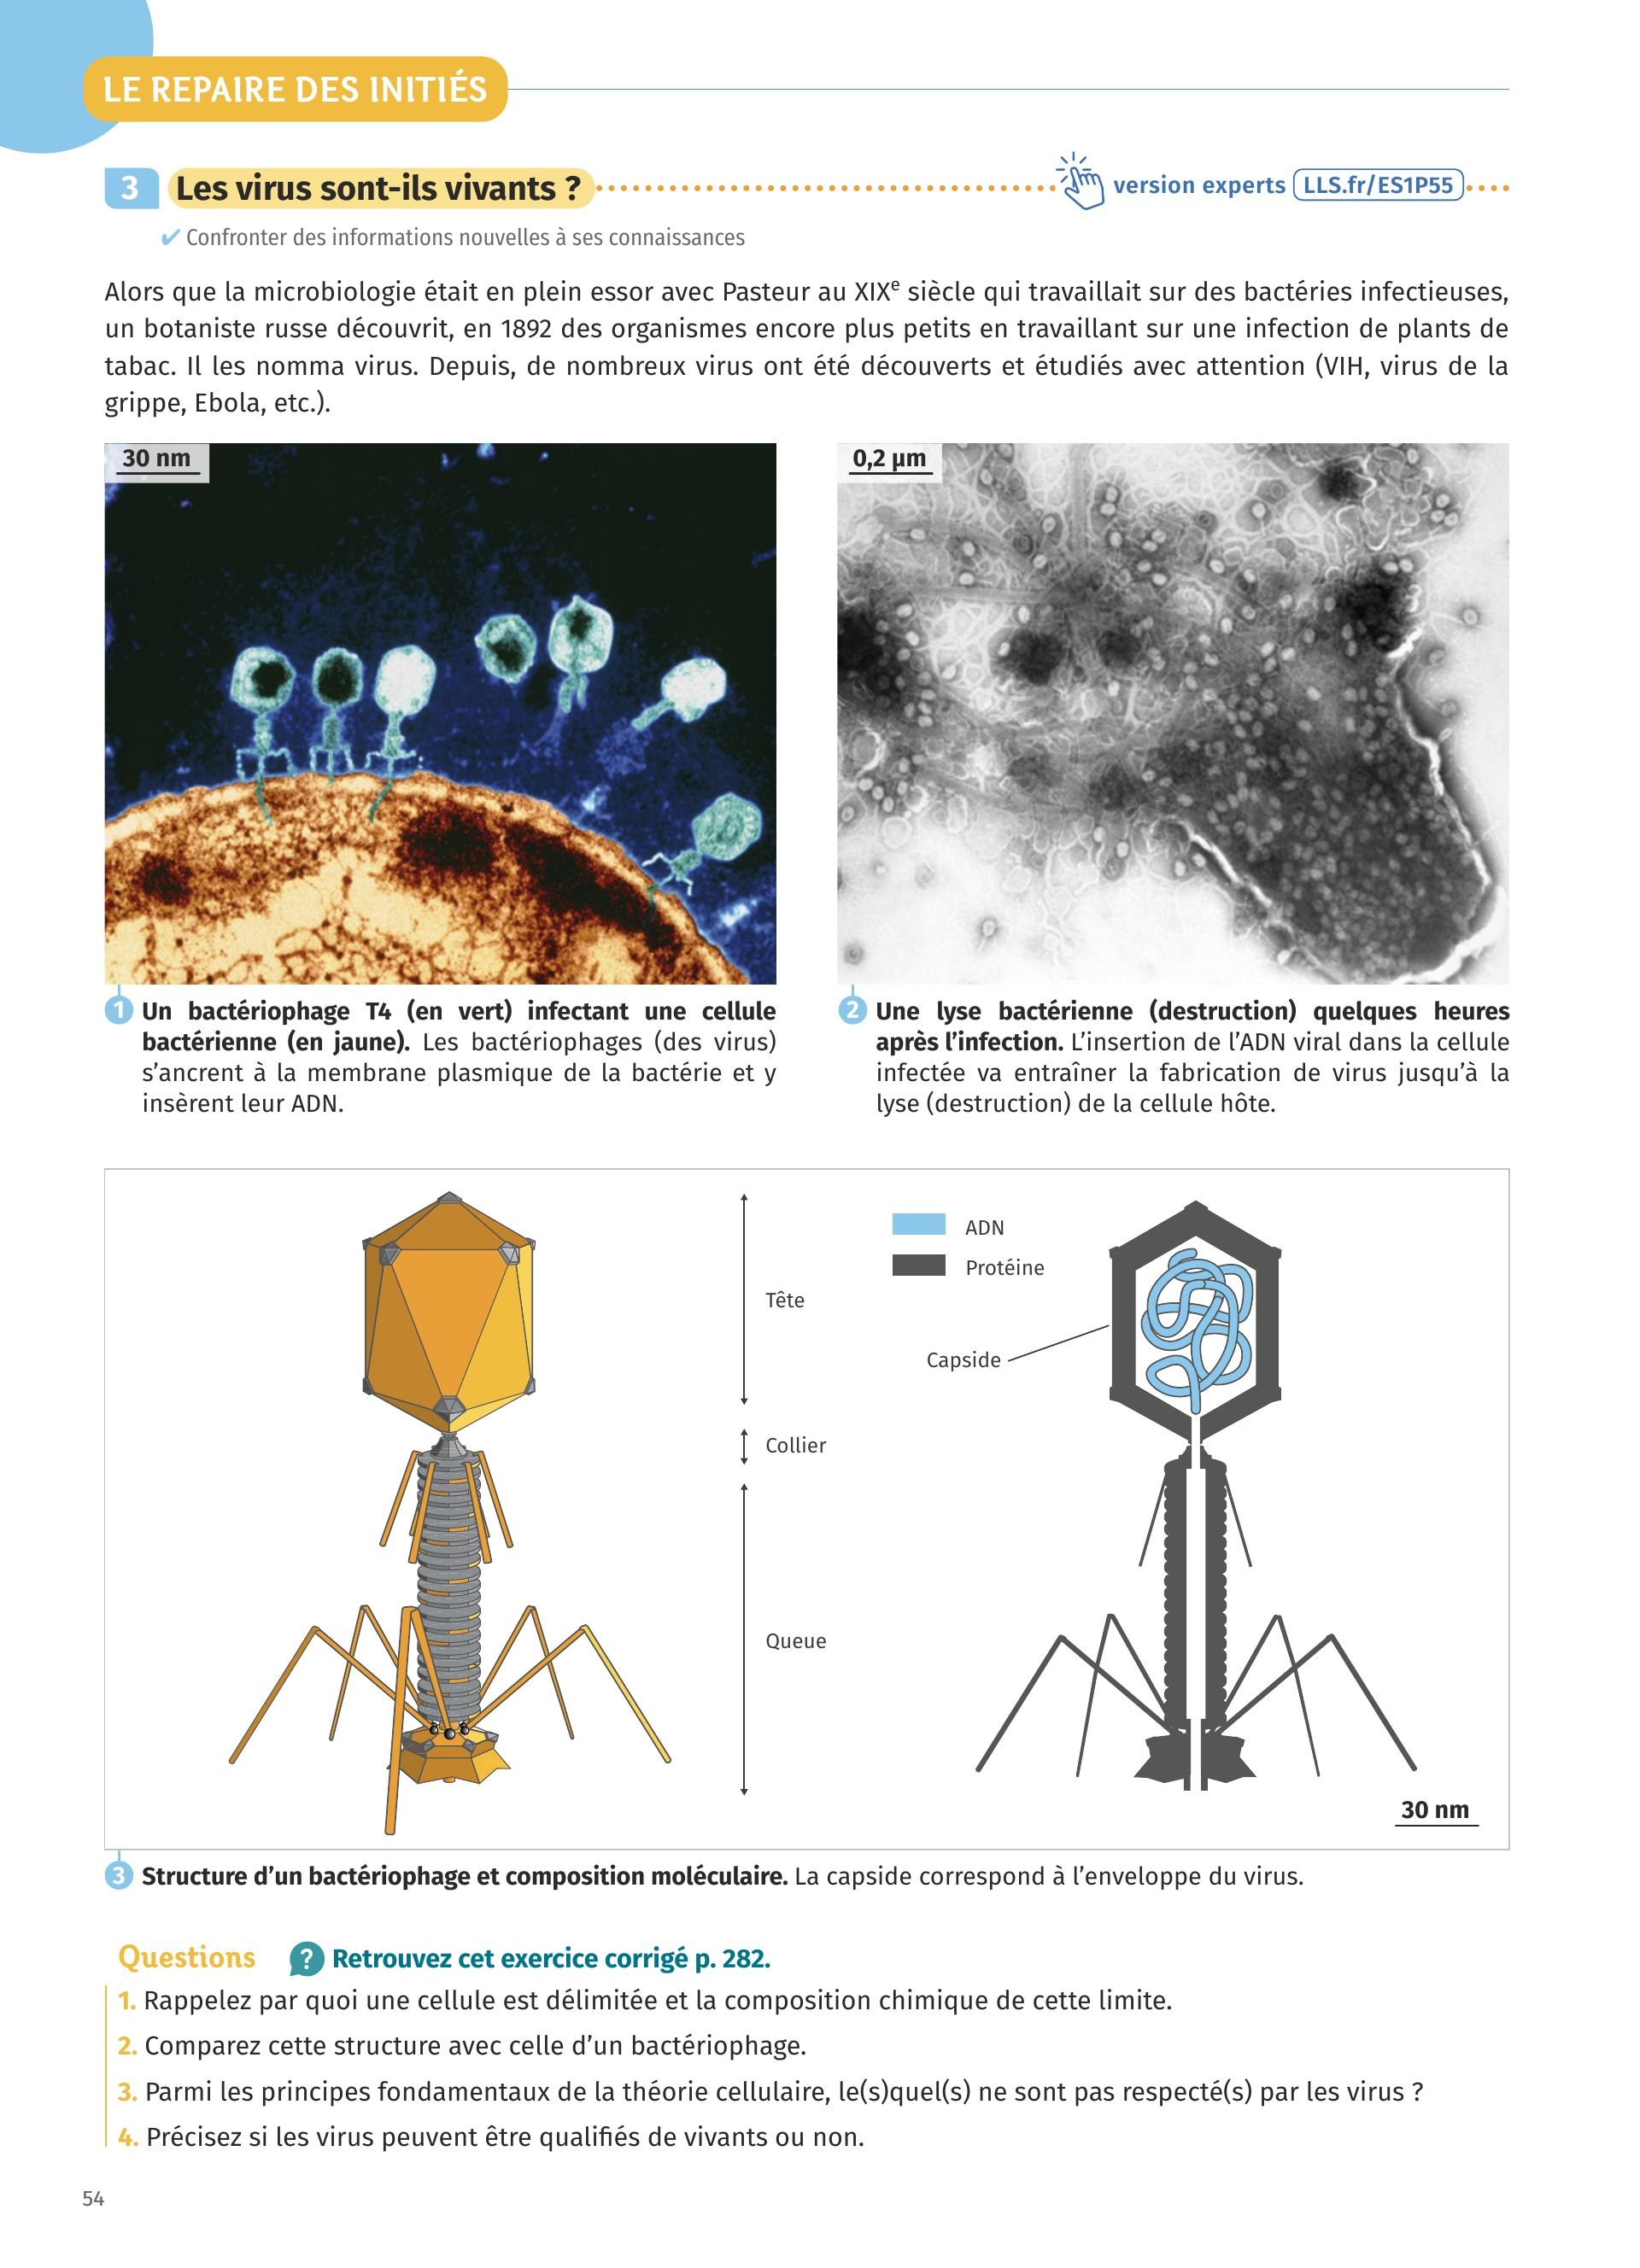 LE REPAIRE DES INITIÉS
3 Les virus sont-ils vivants ?
version experts LLS.fr/ES1P55
✔ Confronter des informations nouvelles à ses connaissances
Alors que la microbiologie était en plein essor avec Pasteur au XIXe siècle qui travaillait sur des bactéries infectieuses,
un botaniste russe découvrit, en 1892 des organismes encore plus petits en travaillant sur une infection de plants de
tabac. Il les nomma virus. Depuis, de nombreux virus ont été découverts et étudiés avec attention (VIH, virus de la
grippe, Ebola, etc.).
30 nm
1 Un bactériophage T4 (en vert) infectant une cellule
bactérienne (en jaune). Les bactériophages (des virus)
s’ancrent à la membrane plasmique de la bactérie et y
insèrent leur ADN.
0,2 µm
2 Une lyse bactérienne (destruction) quelques heures
après l’infection. L’insertion de l’ADN viral dans la cellule
infectée va entraîner la fabrication de virus jusqu’à la
lyse (destruction) de la cellule hôte.
Tête
Collier
Queue
ADN
Protéine
Capside
30 nm
3 Structure d’un bactériophage et composition moléculaire. La capside correspond à l’enveloppe du virus.
Questions ? Retrouvez cet exercice corrigé p. 282.
1. Rappelez par quoi une cellule est délimitée et la composition chimique de cette limite.
2. Comparez cette structure avec celle d’un bactériophage.
3. Parmi les principes fondamentaux de la théorie cellulaire, le(s)quel(s) ne sont pas respecté(s) par les virus ?
4. Précisez si les virus peuvent être qualifiés de vivants ou non.
54